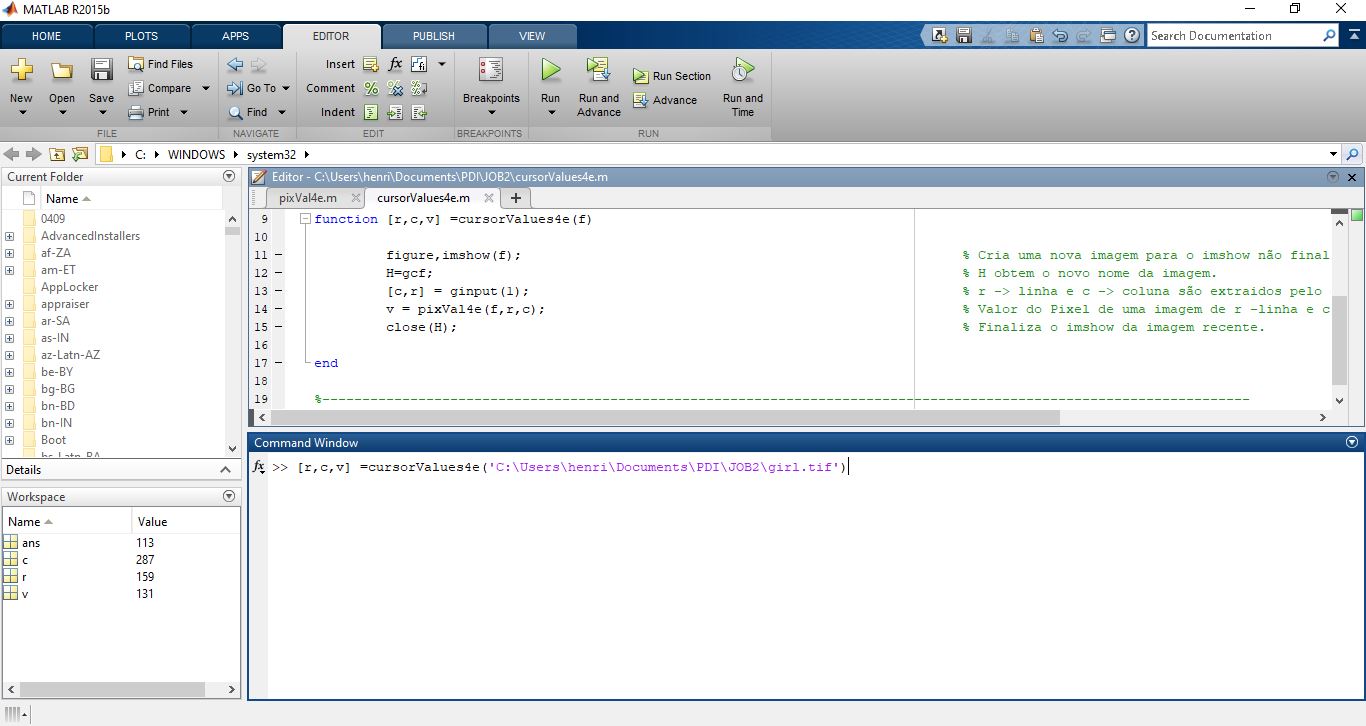 MATLAB R2015b
HOME PLOTS APPS EDITOR PUBLISH VIEW
Search Documentation
New
Open
Save
Find Files
Compare
Print
FILE
Go To
Find
NAVIGATE
Insert fx
Comment
Indent
EDIT
Breakpoints
BREAKPOINTS
Run
Run and Advance
Run Section
Advance
Run and Time
RUN
C: WINDOWS system32
Current Folder
Name
0409
AdvancedInstallers
af-ZA
am-ET
AppLocker
appraiser
ar-SA
as-IN
az-Latn-AZ
be-BY
bg-BG
bn-BD
bn-IN
Boot
bs-Latn-BA
Details
Workspace
Name Value
ans 113
c 287
r 159
v 131
Editor - C:\Users\henri\Documents\PDI\JOB2\cursorValues4e.m
pixVal4e.m cursorValues4e.m +
9 function [r,c,v] =cursorValues4e(f)
10
11 – figure,imshow(f); % Cria uma nova imagem para o imshow não final
12 – H=gcf; % H obtem o novo nome da imagem.
13 – [c,r] = ginput(1); % r -> linha e c -> coluna são extraidos pelo
14 – v = pixVal4e(f,r,c); % Valor do Pixel de uma imagem de r -linha e c
15 – close(H); % Finaliza o imshow da imagem recente.
16
17 – end
18
19 %--------------------------------------------------------------------------------------------------------------------
Command Window
fx >> [r,c,v] =cursorValues4e('C:\Users\henri\Documents\PDI\JOB2\girl.tif')